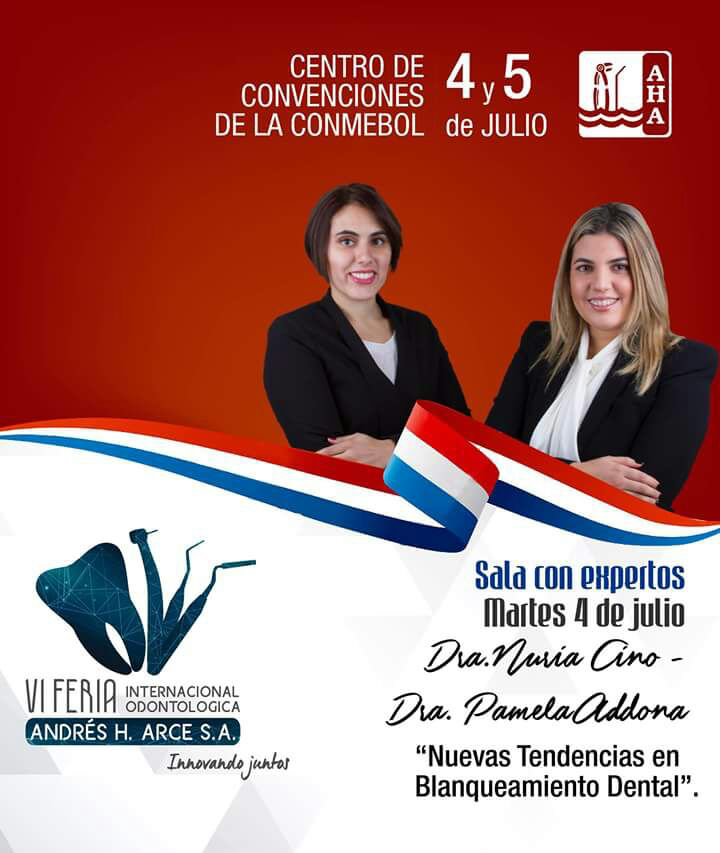 CENTRO DE
CONVENCIONES
DE LA CONMEBOL
4 y 5
de JULIO
AHA
VI FERIA
INTERNACIONAL
ODONTOLOGICA
ANDRÉS H. ARCE S.A.
Innovando juntos
Sala con expertos
Martes 4 de julio
Dra. Nuria Cino -
Dra. Pamela Addona
“Nuevas Tendencias en
Blanqueamiento Dental”.